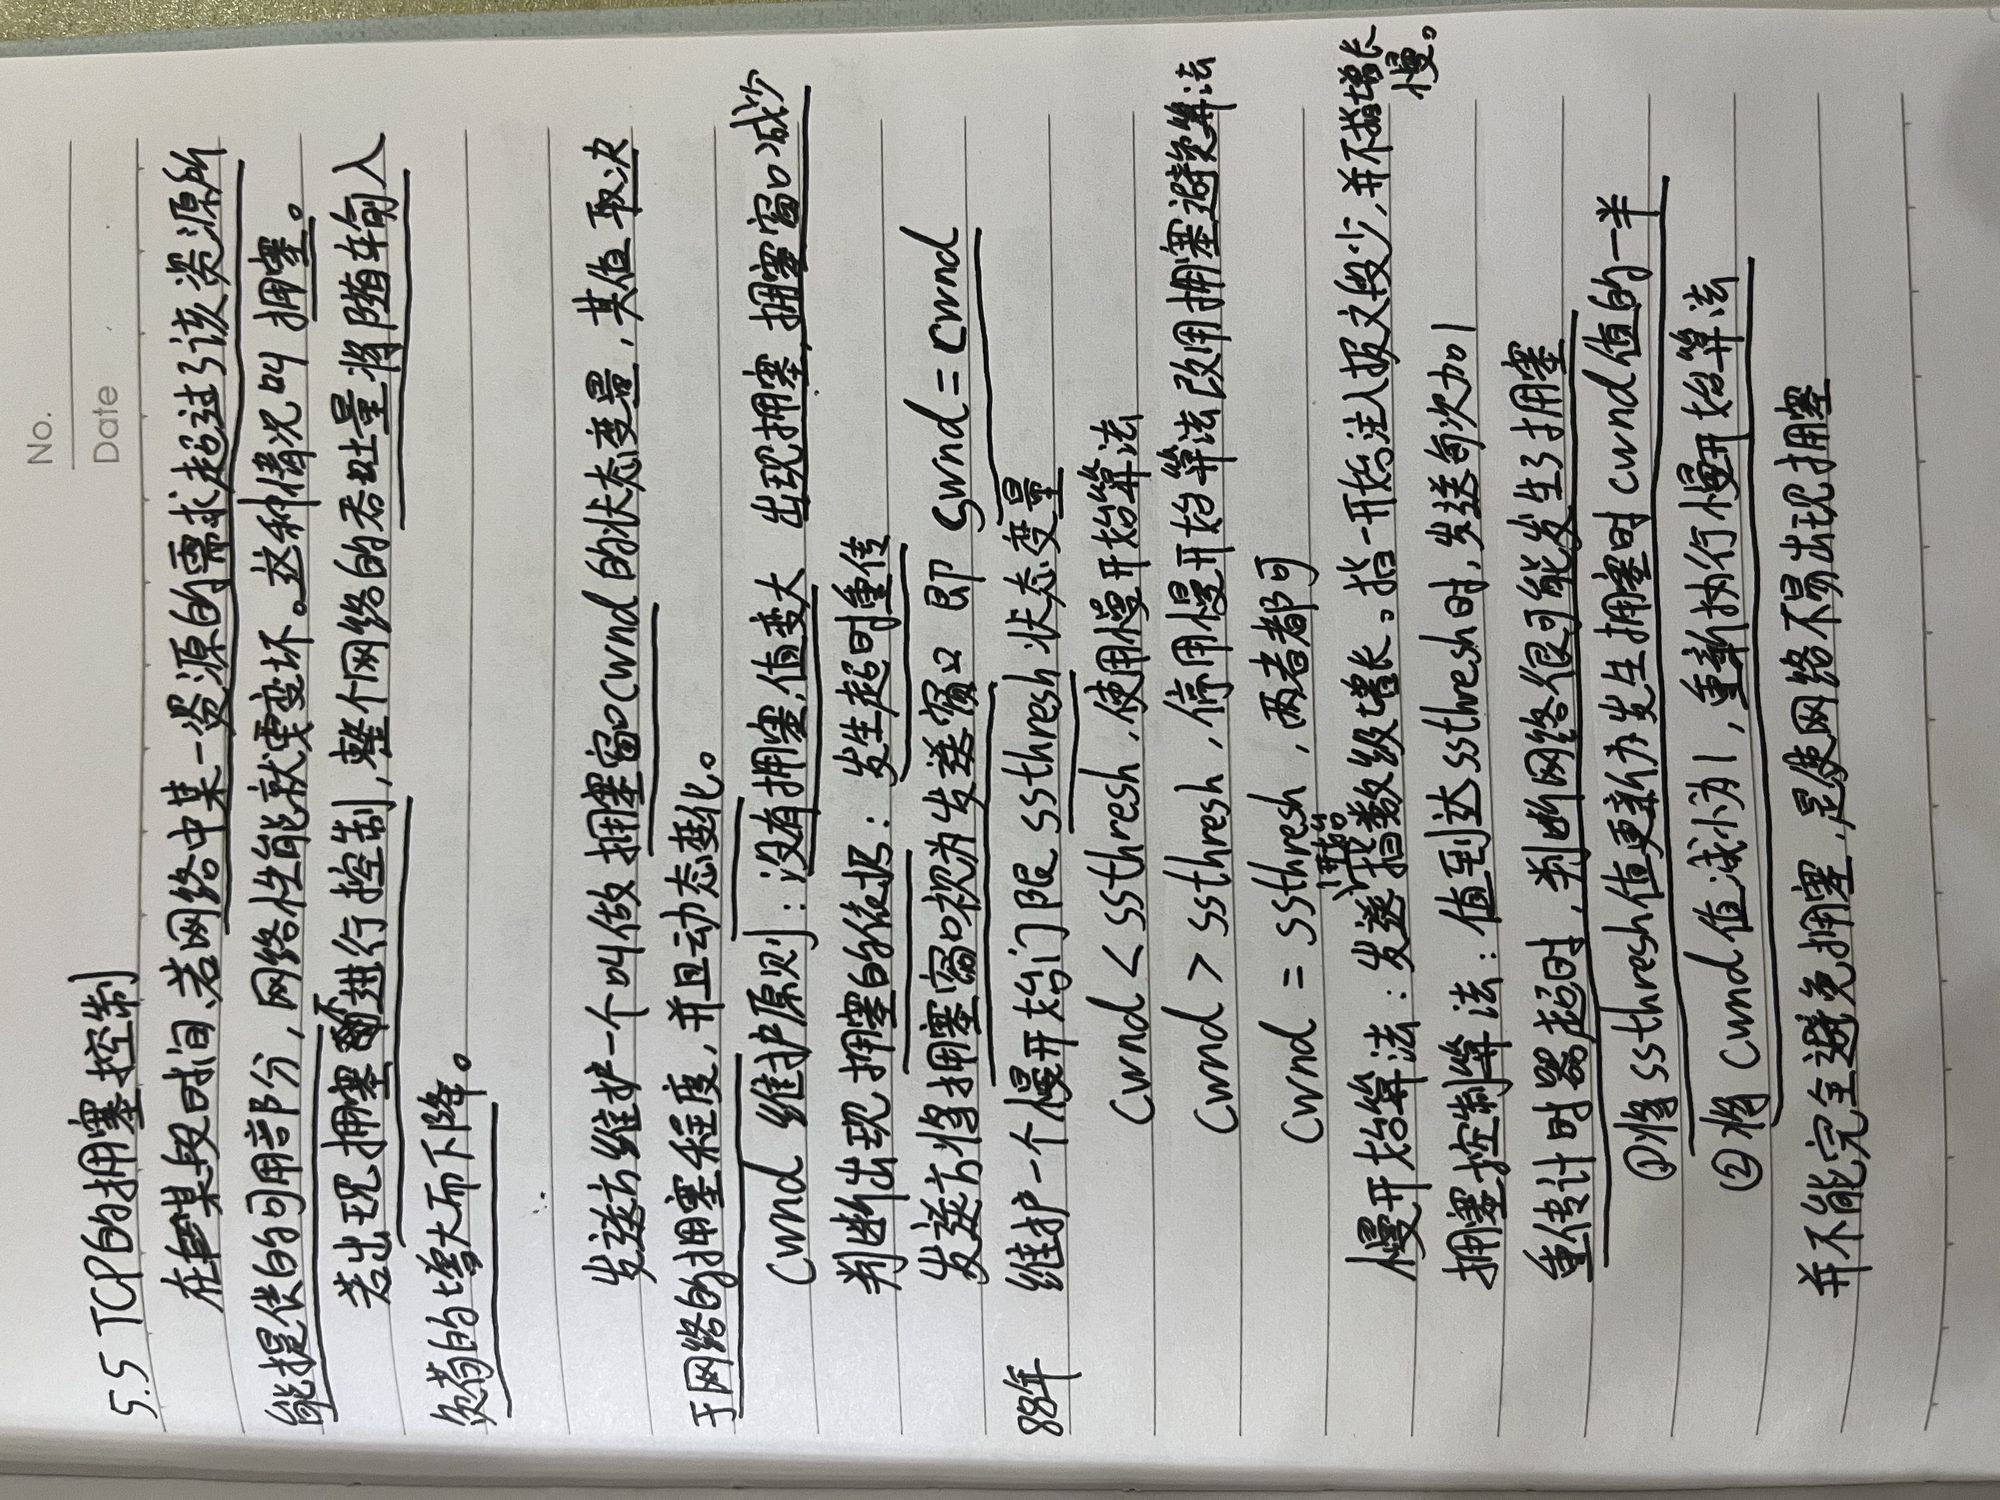 No.
Date
5.5 TCP的拥塞控制
在某段时间,若网络中某一资源的需求超过了该资源所
能提供的可用部分,网络性能就要变坏。这种情况叫拥塞。
若出现拥塞不进行控制,整个网络的吞吐量将随输入
负荷的增大而下降。
发送方维护一个叫做拥塞窗口cwnd的状态变量,其值取决
于网络的拥塞程度,并且动态变化。
cwnd 维护原则:没有拥塞,值变大 出现拥塞,拥塞窗口减少
判断出现拥塞的依据:发生超时重传
发送方将拥塞窗口视为发送窗口 即 swnd = cwnd
88年 维护一个慢开始门限 ssthresh 状态变量
cwnd < ssthresh,使用慢开始算法
cwnd > ssthresh,停用慢开始算法改用拥塞避免算法
cwnd = ssthresh,两者都可
慢开始算法:发送指数级增长。指一开始注入报文段少,并不指增长
慢。
拥塞控制算法:值到达ssthresh时,发送每次加1
重传计时器超时,判断网络很可能发生了拥塞
①将ssthresh值更新为发生拥塞时cwnd值的一半
②将cwnd值减小为1,重新执行慢开始算法
并不能完全避免拥塞,是使网络不易出现拥塞